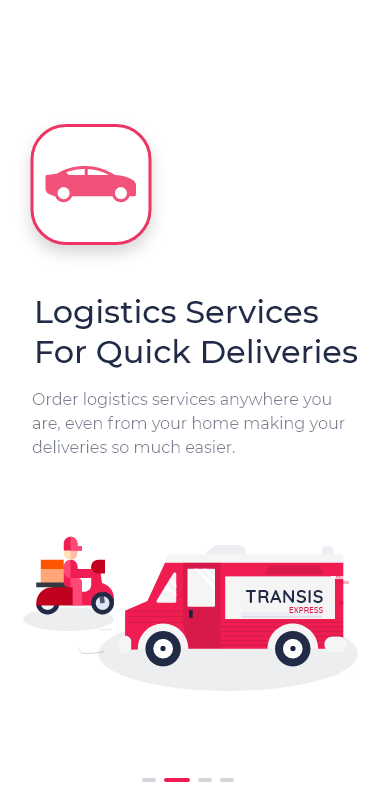 Logistics Services
For Quick Deliveries
Order logistics services anywhere you
are, even from your home making your
deliveries so much easier.
TRANSIS
EXPRESS